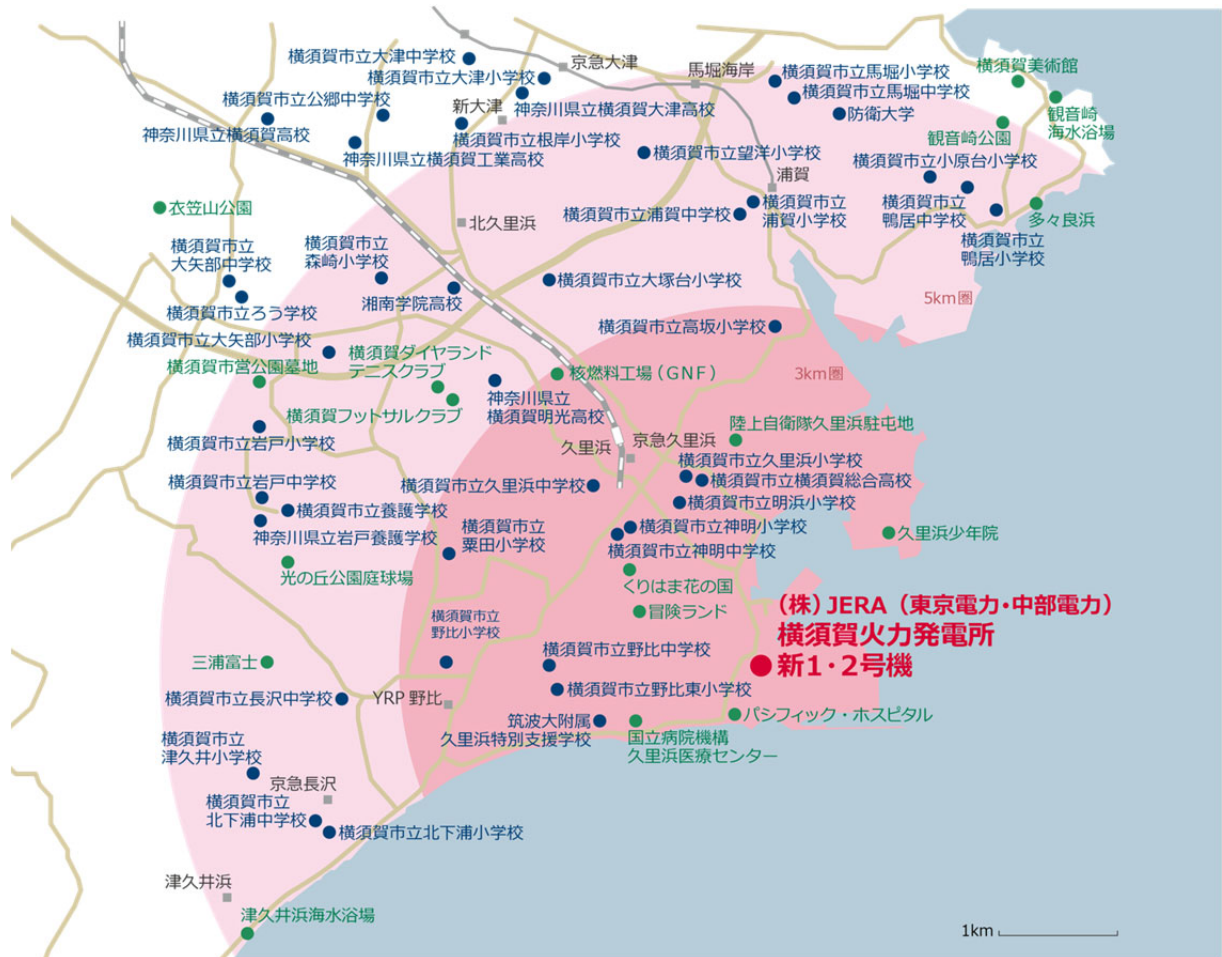 横須賀市立大津中学校
京急大津
横須賀市立大津小学校
馬堀海岸
横須賀市立馬堀小学校
横須賀美術館
横須賀市立公郷中学校
新大津
神奈川県立横須賀大津高校
横須賀市立馬堀中学校
防衛大学
観音崎
海水浴場
神奈川県立横須賀高校
横須賀市立根岸小学校
観音崎公園
神奈川県立横須賀工業高校
横須賀市立望洋小学校
横須賀市立小原台小学校
浦賀
衣笠山公園
北久里浜
横須賀市立浦賀中学校
横須賀市立
浦賀小学校
横須賀市立
鴨居中学校
多々良浜
横須賀市立
大矢部中学校
横須賀市立
森崎小学校
横須賀市立
鴨居小学校
横須賀市立大塚台小学校
湘南学院高校
5km圏
横須賀市立ろう学校
横須賀市立高坂小学校
横須賀市立大矢部小学校
横須賀市営公園墓地
横須賀ダイヤランド
テニスクラブ
核燃料工場(GNF)
3km圏
横須賀フットサルクラブ
神奈川県立
横須賀明光高校
陸上自衛隊久里浜駐屯地
横須賀市立岩戸小学校
久里浜
京急久里浜
横須賀市立久里浜小学校
横須賀市立岩戸中学校
横須賀市立久里浜中学校
横須賀市立横須賀総合高校
横須賀市立養護学校
横須賀市立明浜小学校
神奈川県立岩戸養護学校
横須賀市立
粟田小学校
横須賀市立神明小学校
久里浜少年院
横須賀市立神明中学校
光の丘公園庭球場
くりはま花の国
冒険ランド
(株)JERA(東京電力・中部電力)
横須賀火力発電所
新1・2号機
横須賀市立
野比小学校
横須賀市立野比中学校
三浦富士
横須賀市立野比東小学校
横須賀市立長沢中学校
YRP 野比
パシフィック・ホスピタル
筑波大附属
久里浜特別支援学校
国立病院機構
久里浜医療センター
横須賀市立
津久井小学校
京急長沢
横須賀市立
北下浦中学校
横須賀市立北下浦小学校
津久井浜
津久井浜海水浴場
1km